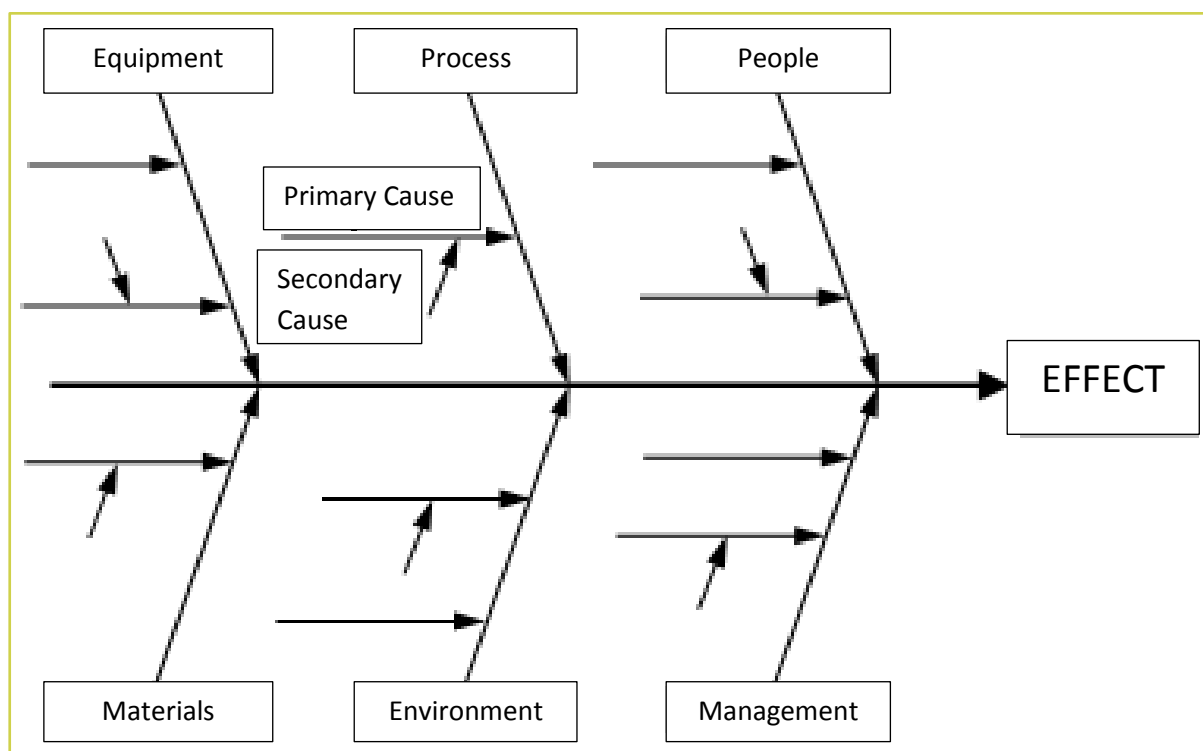 Equipment
Process
People
Primary Cause
Secondary
Cause
EFFECT
Materials
Environment
Management